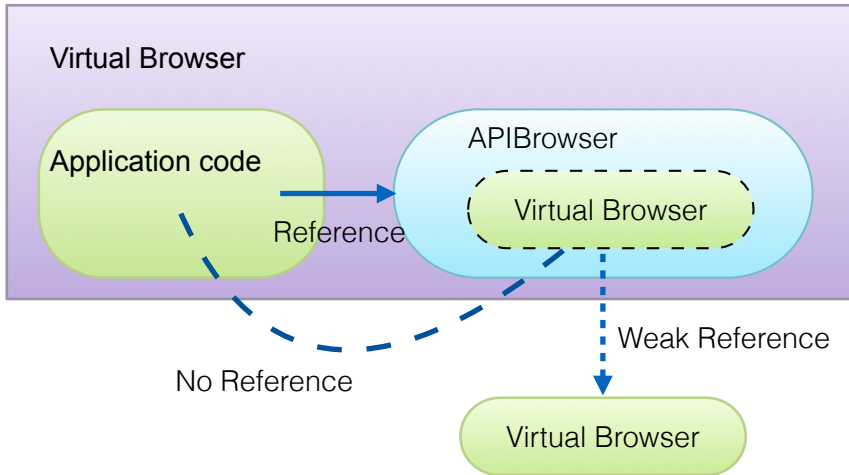 Virtual Browser
APIBrowser
Application code
Virtual Browser
Reference
Weak Reference
No Reference
Virtual Browser